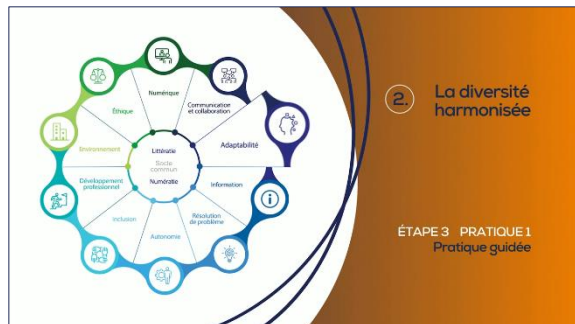 Numérique
Éthique
Communication
et collaboration
Environnement
Littératie
Adaptabilité
Socle
commun
Développement
professionnel
Numératie
Information
Inclusion
Résolution
de problème
Autonomie
2.
La diversité
harmonisée
ÉTAPE 3 PRATIQUE 1
Pratique guidée